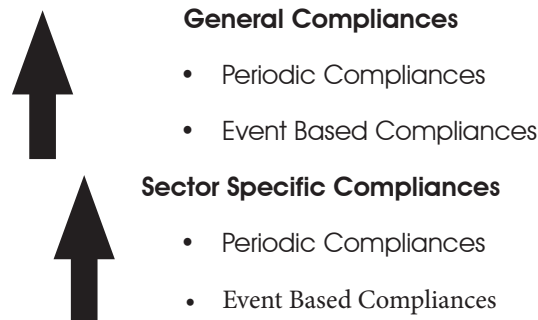 General Compliances
• Periodic Compliances
• Event Based Compliances
Sector Specific Compliances
• Periodic Compliances
• Event Based Compliances